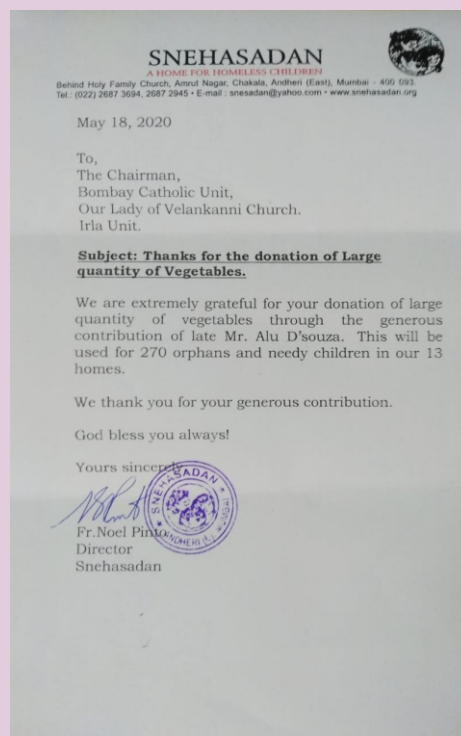 SNEHASADAN
A HOME FOR HOMELESS CHILDREN
Behind Holy Family Church, Amrut Nagar, Chakala, Andheri (East), Mumbai - 400 093.
Tel.: (022) 2687 3694, 2687 2945 • E-mail : snesadan@yahoo.com • www.snehasadan.org
May 18, 2020
To,
The Chairman,
Bombay Catholic Unit,
Our Lady of Velankanni Church.
Irla Unit.
Subject: Thanks for the donation of Large
quantity of Vegetables.
We are extremely grateful for your donation of large
quantity of vegetables through the generous
contribution of late Mr. Alu D'souza. This will be
used for 270 orphans and needy children in our 13
homes.
We thank you for your generous contribution.
God bless you always!
Yours sincerely
Fr.Noel Pinto
Director
Snehasadan
SNEHASADAN
ANDHERI (E.)